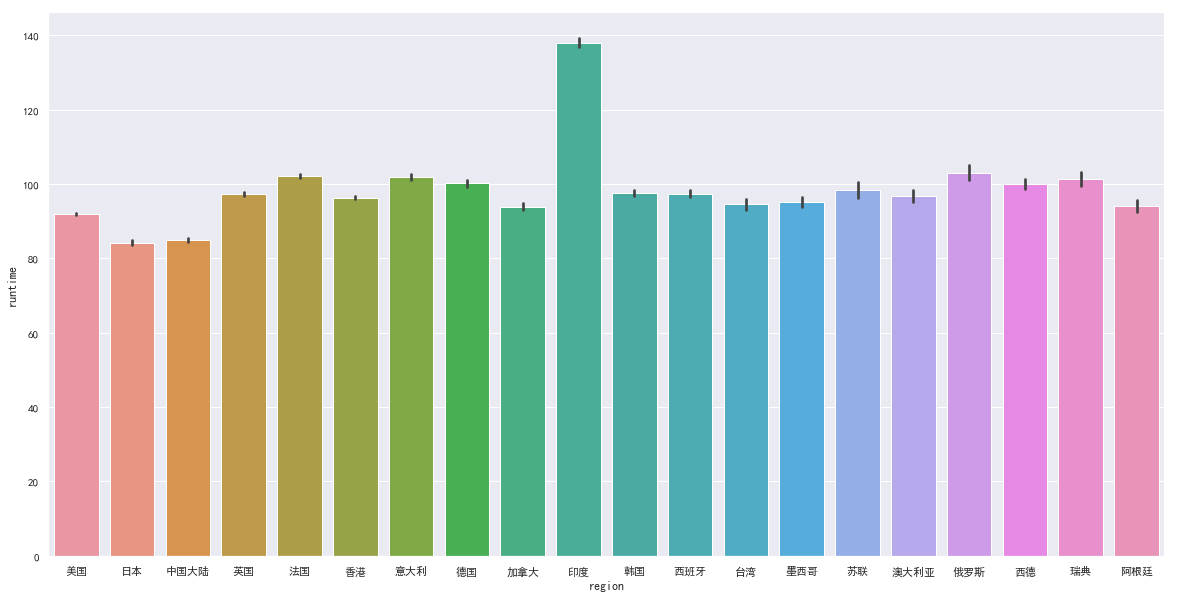 140
120
100
80
60
40
20
0
runtime
美国 日本 中国大陆 英国 法国 香港 意大利 德国 加拿大 印度 韩国 西班牙 台湾 墨西哥 苏联 澳大利亚 俄罗斯 西德 瑞典 阿根廷
region